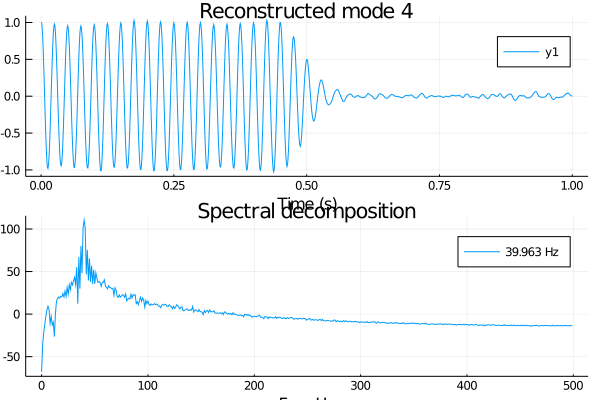 Reconstructed mode 4
1.0
0.5
0.0
-0.5
-1.0
y1
0.00 0.25 0.50 0.75 1.00
Time (s)
Spectral decomposition
100
50
0
-50
39.963 Hz
0 100 200 300 400 500